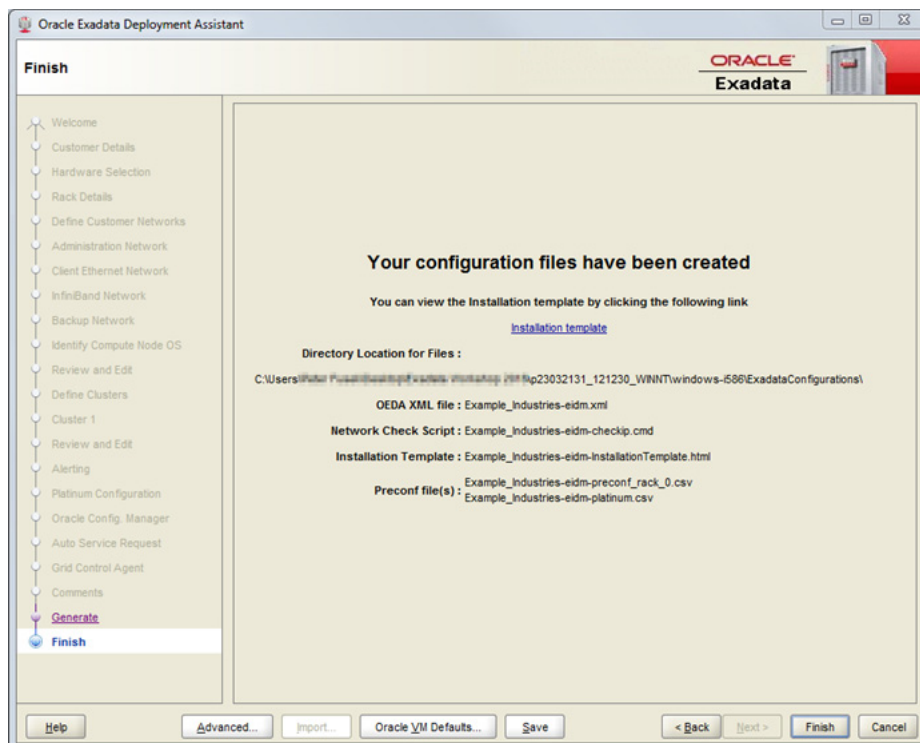 Oracle Exadata Deployment Assistant
Finish
ORACLE
Exadata
Welcome
Customer Details
Hardware Selection
Rack Details
Define Customer Networks
Administration Network
Client Ethernet Network
InfiniBand Network
Backup Network
Identify Compute Node OS
Review and Edit
Define Clusters
Cluster 1
Review and Edit
Alerting
Platinum Configuration
Oracle Config. Manager
Auto Service Request
Grid Control Agent
Comments
Generate
Finish
Your configuration files have been created
You can view the Installation template by clicking the following link
Installation template
Directory Location for Files :
C:\Users\ p23032131_121230_WINNT\windows-i586\ExadataConfigurations\
OEDA XML file : Example_Industries-eidm.xml
Network Check Script : Example_Industries-eidm-checkip.cmd
Installation Template : Example_Industries-eidm-InstallationTemplate.html
Preconf file(s) : Example_Industries-eidm-preconf_rack_0.csv
Example_Industries-eidm-platinum.csv
Help Advanced... Import... Oracle VM Defaults... Save < Back Next > Finish Cancel